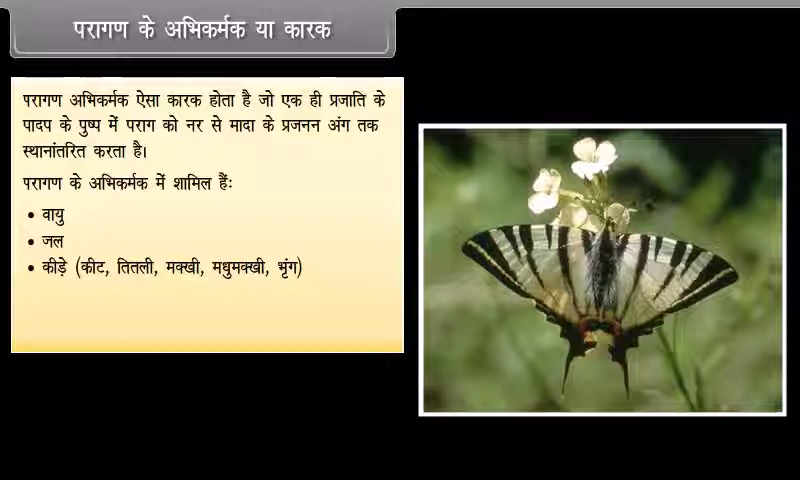 परागण के अभिकर्मक या कारक
परागण अभिकर्मक ऐसा कारक होता है जो एक ही प्रजाति के
पादप के पुष्प में पराग को नर से मादा के प्रजनन अंग तक
स्थानांतरित करता है।
परागण के अभिकर्मक में शामिल हैं:
• वायु
• जल
• कीड़े (कीट, तितली, मक्खी, मधुमक्खी, भृंग)